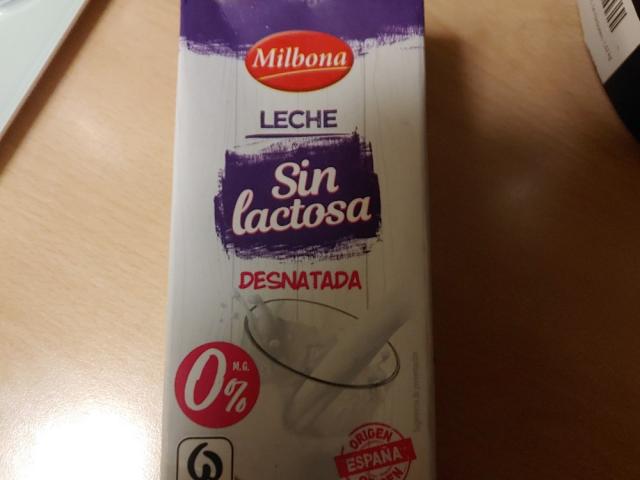 Milbona
LECHE
Sin
lactosa
DESNATADA
0%
M.G.
ORIGEN
ESPAÑA